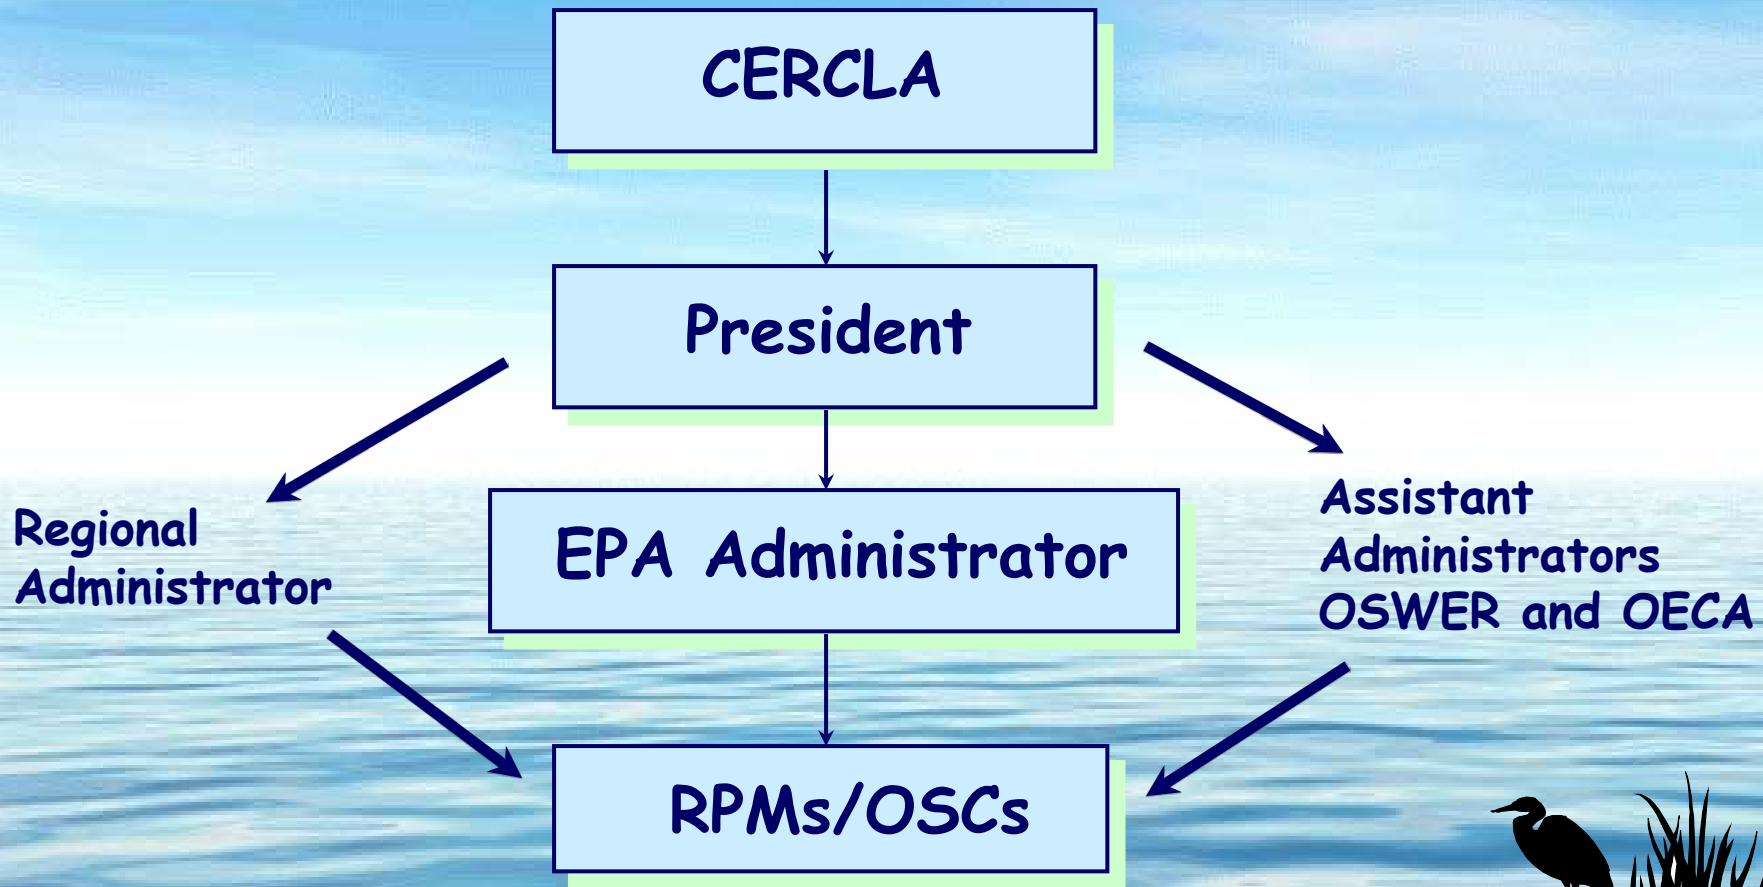 CERCLA
President
EPA Administrator
Regional
Administrator
Assistant
Administrators
OSWER and OECA
RPMs/OSCs